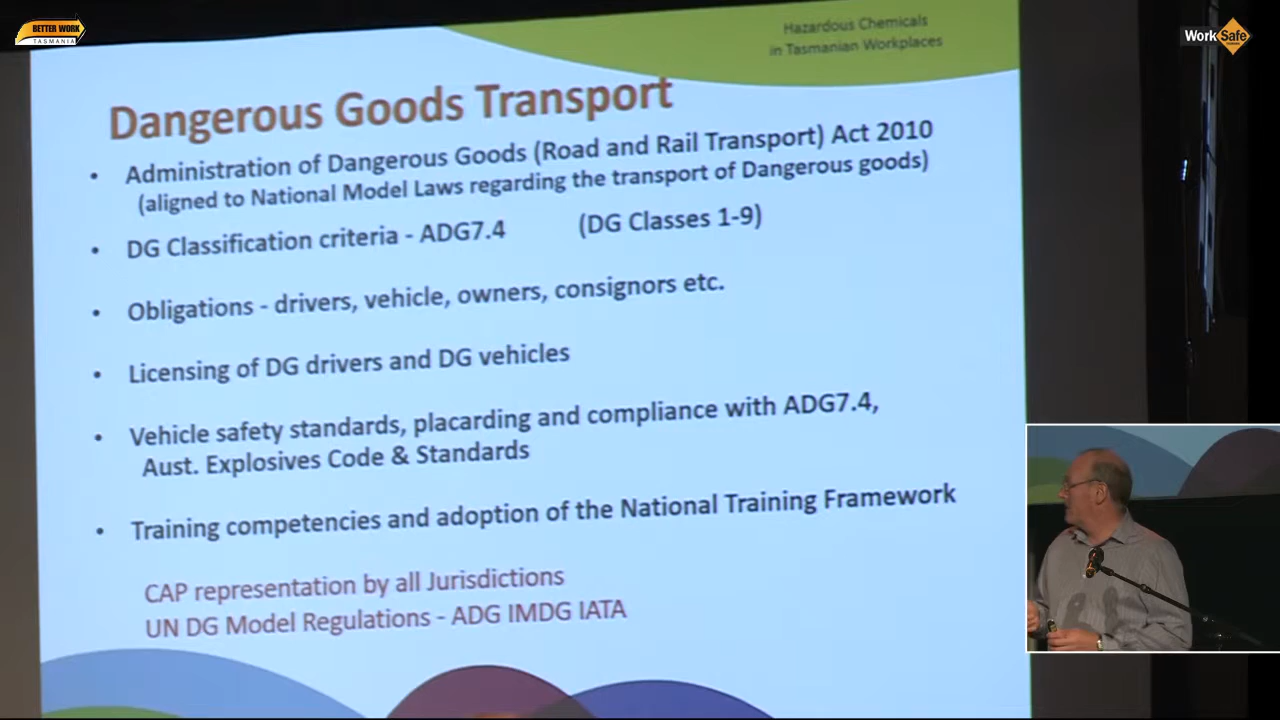 BETTER WORK
TASMANIA
Hazardous Chemicals
in Tasmanian Workplaces
WorkSafe
Dangerous Goods Transport
• Administration of Dangerous Goods (Road and Rail Transport) Act 2010
(aligned to National Model Laws regarding the transport of Dangerous goods)
• DG Classification criteria - ADG7.4 (DG Classes 1-9)
• Obligations - drivers, vehicle, owners, consignors etc.
• Licensing of DG drivers and DG vehicles
• Vehicle safety standards, placarding and compliance with ADG7.4,
Aust. Explosives Code & Standards
• Training competencies and adoption of the National Training Framework
CAP representation by all Jurisdictions
UN DG Model Regulations - ADG IMDG IATA